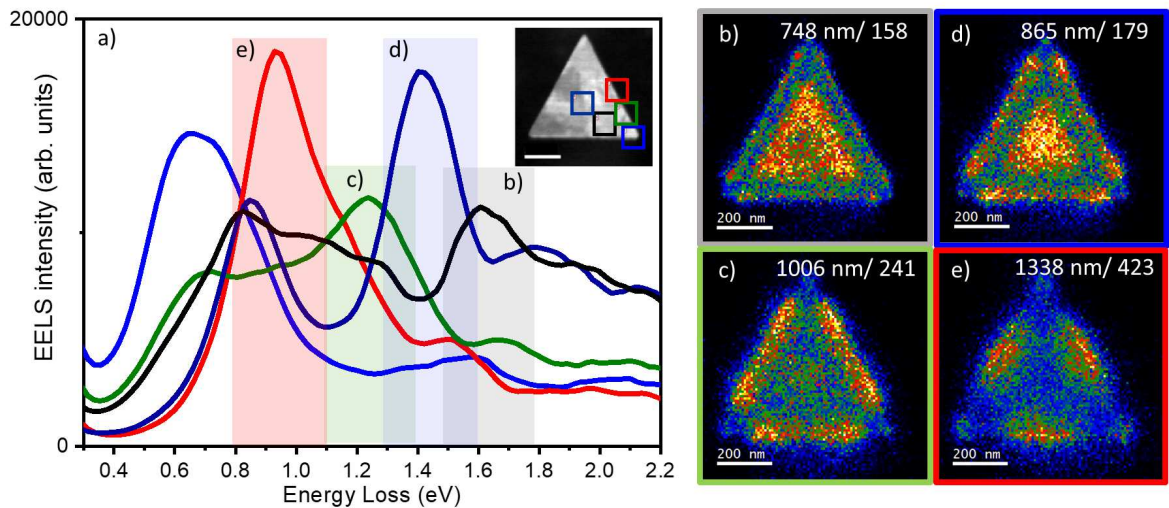 20000
a)
e)
d)
c)
b)
EELS intensity (arb. units)
0
0.4 0.6 0.8 1.0 1.2 1.4 1.6 1.8 2.0 2.2
Energy Loss (eV)
b) 748 nm/ 158
200 nm
d) 865 nm/ 179
200 nm
c) 1006 nm/ 241
200 nm
e) 1338 nm/ 423
200 nm